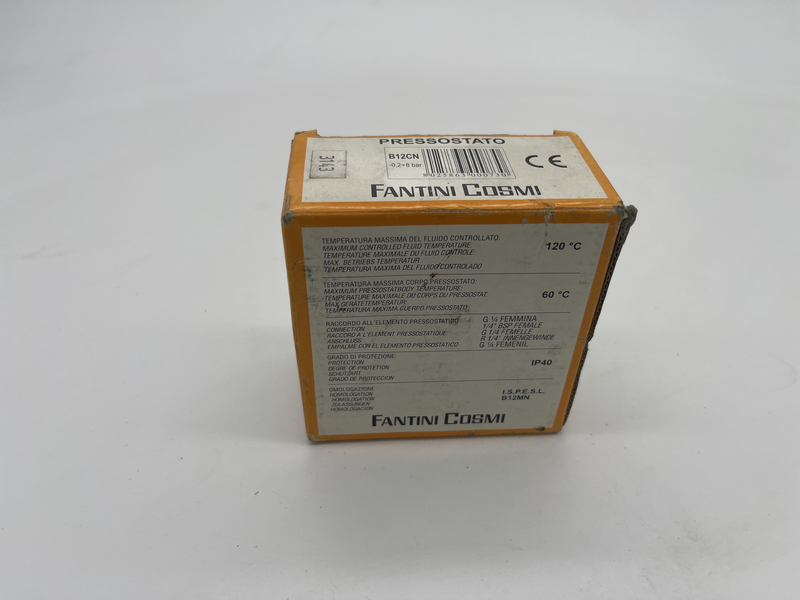 PRESSOSTATO
3143
B12CN
-0,2÷8 bar
FANTINI COSMI
CE
TEMPERATURA MASSIMA DEL FLUIDO CONTROLLATO:
MAXIMUM CONTROLLED FLUID TEMPERATURE:
TEMPERATURE MAXIMALE DU FLUID CONTROLE:
MAX. BETRIEBS TEMPERATUR
TEMPERATURA MAXIMA DEL FLUIDO CONTROLADO
120 °C
TEMPERATURA MASSIMA CORPO PRESSOSTATO:
MAXIMUM PRESSOSTATBODY TEMPERATURE:
TEMPERATURE MAXIMALE DU CORPS DU PRESSOSTAT:
MAX GERÄTETEMPERATUR:
TEMPERATURA MAXIMA CUERPO PRESSOSTATO
60 °C
RACCORDO ALL'ELEMENTO PRESSOSTATICO
CONNECTION:
RACCORD A L'ELEMENT PRESSOSTATIQUE
ANSCHLUSS
EMPALME CON EL ELEMENTO PRESSOSTATICO
G ¼ FEMMINA
1/4" BSP FEMALE
G 1/4 FEMELLE
R 1/4" INNENGEWINDE
G ¼ FEMENIL
GRADO DI PROTEZIONE
PROTECTION
DEGRE DE PROTETION
SCHUTZART
GRADO DE PROTECCION
IP40
OMOLOGAZIONE
HOMOLOGATION
HOMOLOGATION
ZULASSUNGEN
HOMOLOGACION
I.S.P.E.S.L.
B12MN
FANTINI COSMI